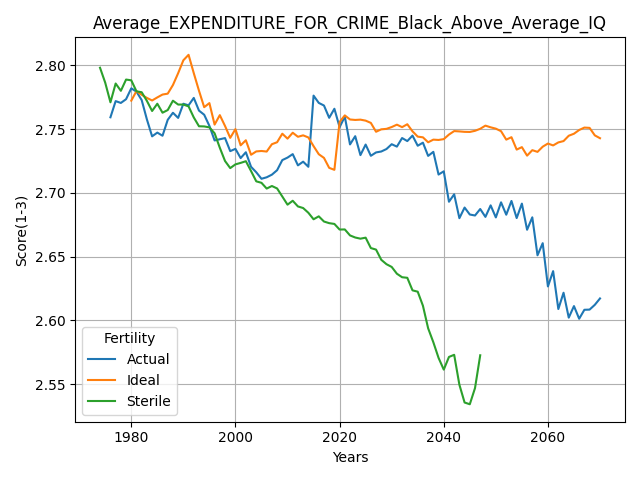 Average_EXPENDITURE_FOR_CRIME_Black_Above_Average_IQ
Score(1-3)
2.80
2.75
2.70
2.65
2.60
2.55
Fertility
Actual
Ideal
Sterile
1980 2000 2020 2040 2060
Years